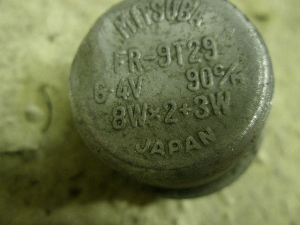 MITSUBA
FR-9T29
6.4V 90%
8W×2+3W
JAPAN